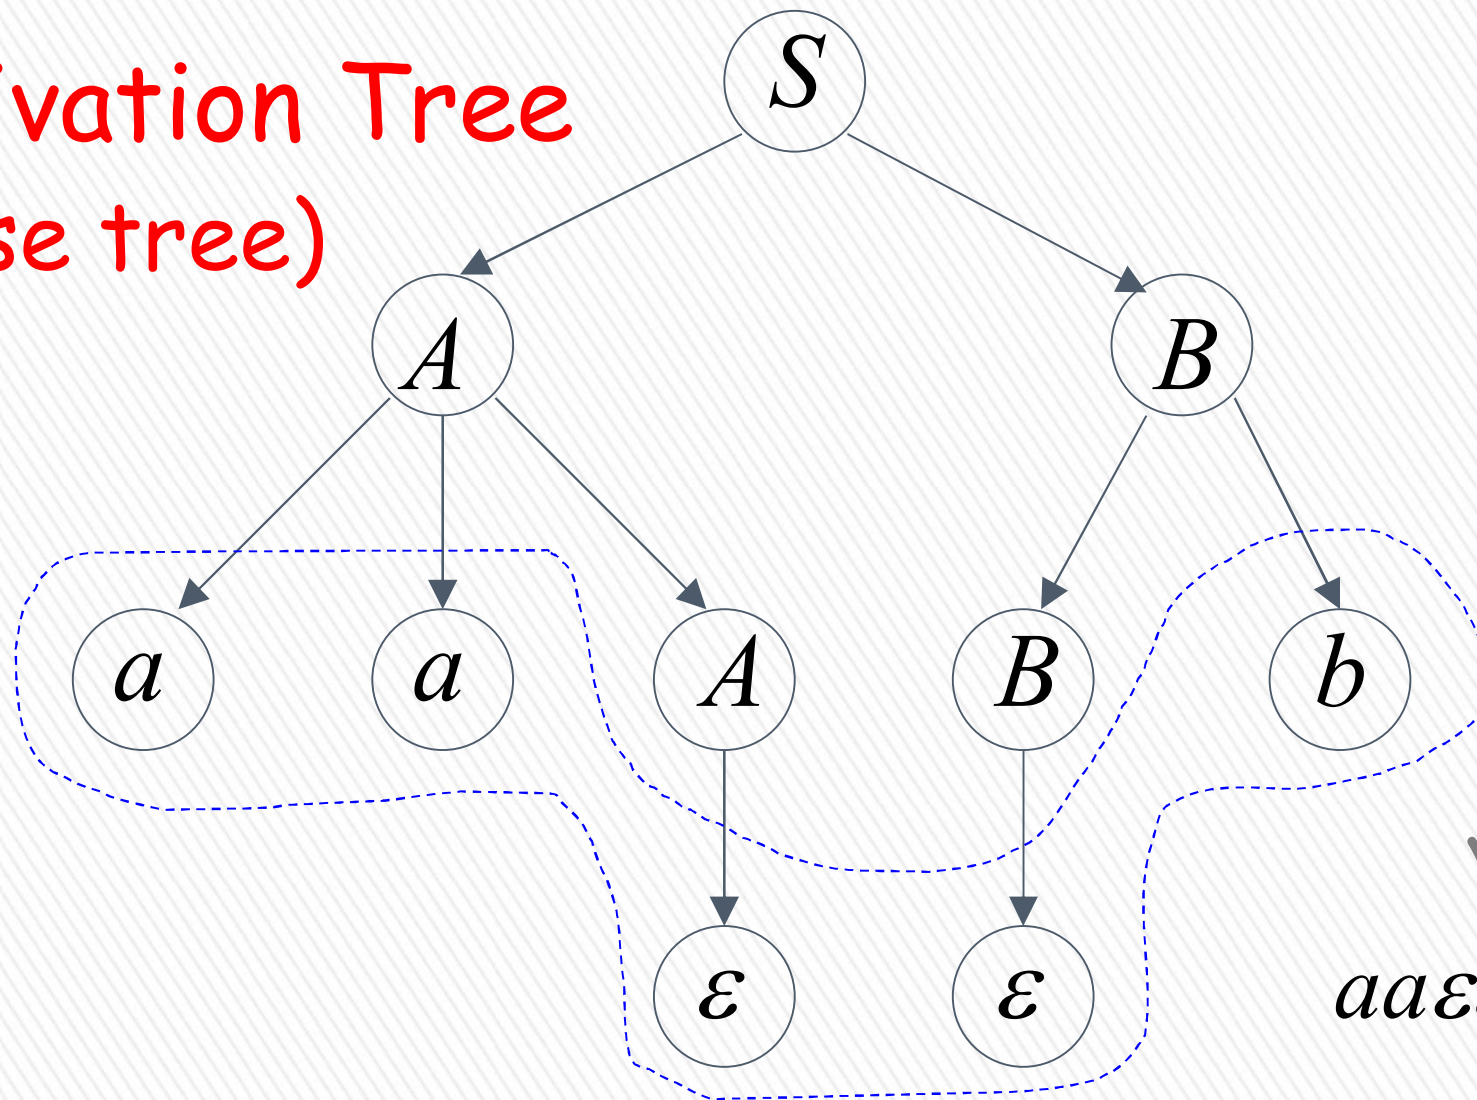 vation Tree
se tree)
S
A B
a a A B b
ε ε
aaε